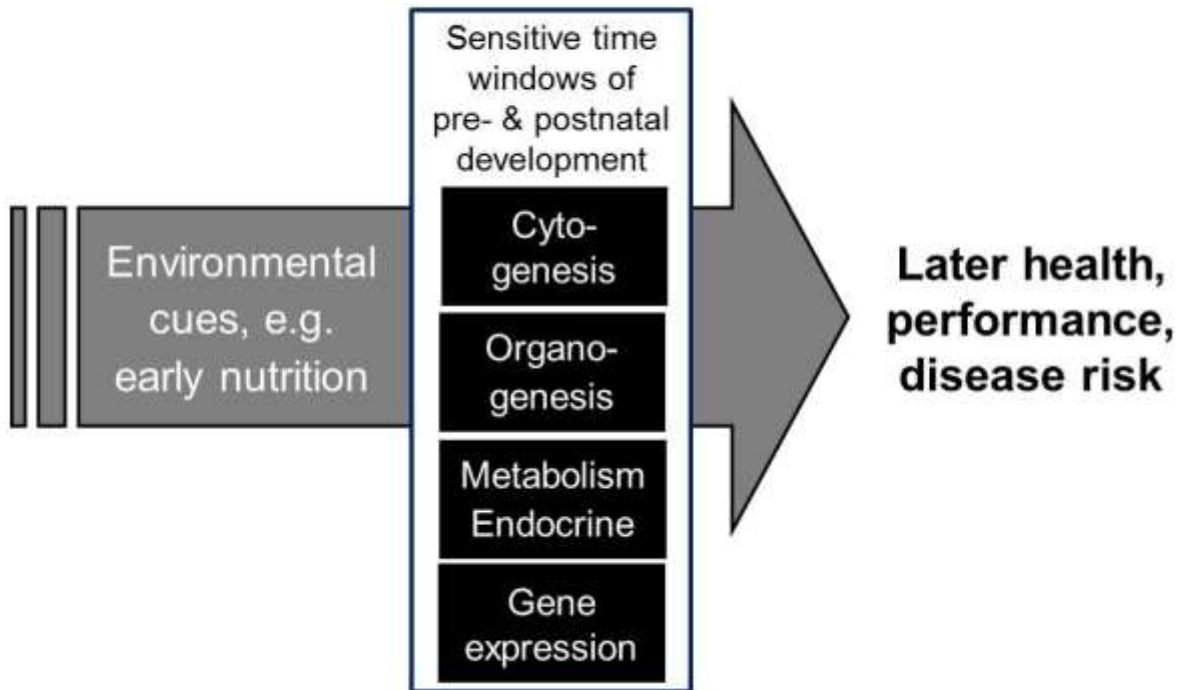 Sensitive time
windows of
pre- & postnatal
development
Environmental
cues, e.g.
early nutrition
Cyto-
genesis
Organo-
genesis
Metabolism
Endocrine
Gene
expression
Later health,
performance,
disease risk